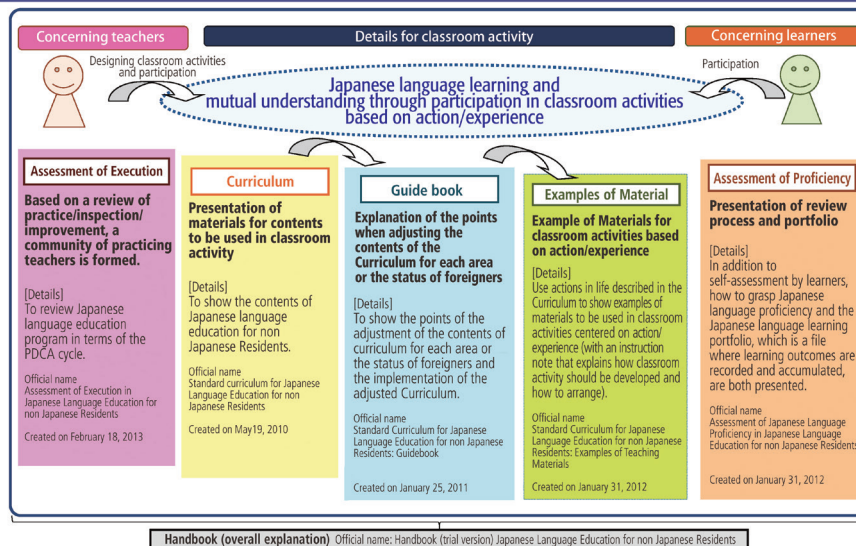 Concerning teachers
Details for classroom activity
Concerning learners
Designing classroom activities
and participation
Participation
Japanese language learning and
mutual understanding through participation in classroom activities
based on action/experience
Assessment of Execution
Based on a review of
practice/inspection/
improvement, a
community of practicing
teachers is formed.
[Details]
To review Japanese
language education
program in terms of the
PDCA cycle.
Official name
Assessment of Execution in
Japanese Language Education for
non Japanese Residents
Created on February 18, 2013
Curriculum
Presentation of
materials for contents
to be used in classroom
activity
[Details]
To show the contents of
Japanese language
education for non
Japanese Residents.
Official name
Standard curriculum for Japanese
Language Education for non
Japanese Residents
Created on May19, 2010
Guide book
Explanation of the points
when adjusting the
contents of the
Curriculum for each area
or the status of foreigners
[Details]
To show the points of the
adjustment of the contents of
curriculum for each area or
the status of foreigners and
the implementation of the
adjusted Curriculum.
Official name
Standard Curriculum for Japanese
Language Education for non Japanese
Residents: Guidebook
Created on January 25, 2011
Examples of Material
Example of Materials for
classroom activities based
on action/experience
[Details]
Use actions in life described in the
Curriculum to show examples of
materials to be used in classroom
activities centered on action/
experience (with an instruction
note that explains how classroom
activity should be developed and
how to arrange).
Official name
Standard Curriculum for Japanese
Language Education for non Japanese
Residents: Examples of Teaching
Materials
Created on January 31, 2012
Assessment of Proficiency
Presentation of review
process and portfolio
[Details]
In addition to
self-assessment by learners,
how to grasp Japanese
language proficiency and the
Japanese language learning
portfolio, which is a file
where learning outcomes are
recorded and accumulated,
are both presented.
Official name
Assessment of Japanese Language
Proficiency in Japanese Language
Education for non Japanese Residents
Created on January 31, 2012
Handbook (overall explanation) Official name: Handbook (trial version) Japanese Language Education for non Japanese Residents